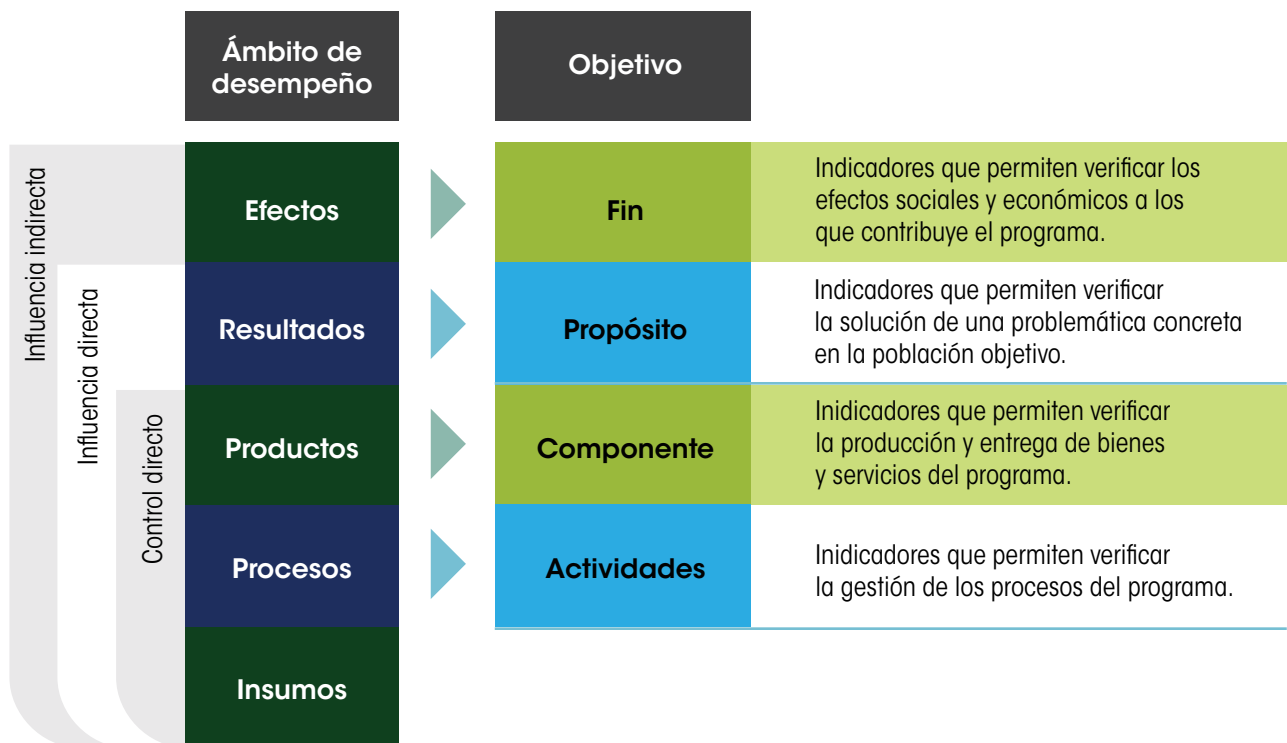 Ámbito de
desempeño
Objetivo
Influencia indirecta
Influencia directa
Control directo
Efectos
Fin
Indicadores que permiten verificar los
efectos sociales y económicos a los
que contribuye el programa.
Resultados
Propósito
Indicadores que permiten verificar
la solución de una problemática concreta
en la población objetivo.
Productos
Componente
Inidicadores que permiten verificar
la producción y entrega de bienes
y servicios del programa.
Procesos
Actividades
Inidicadores que permiten verificar
la gestión de los procesos del programa.
Insumos